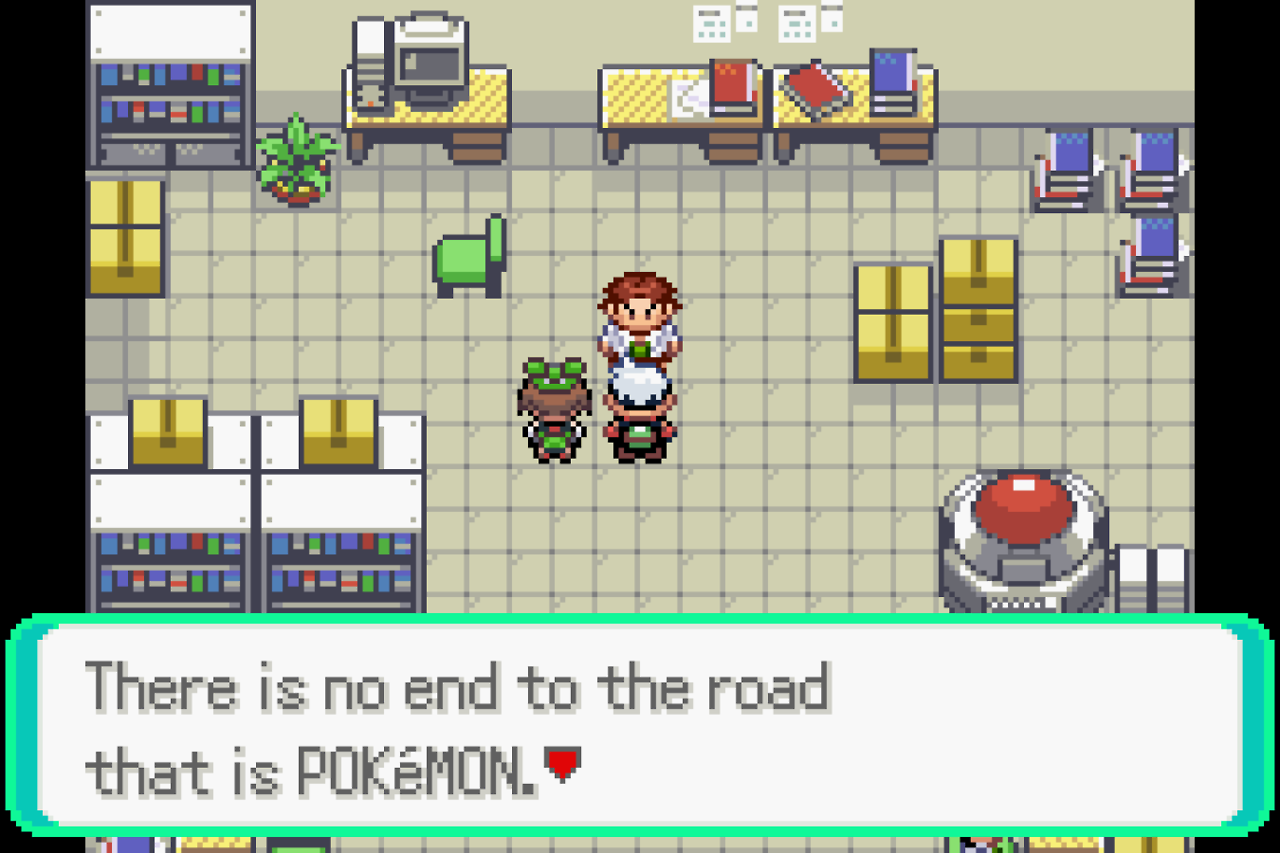 There is no end to the road
that is POKéMON.